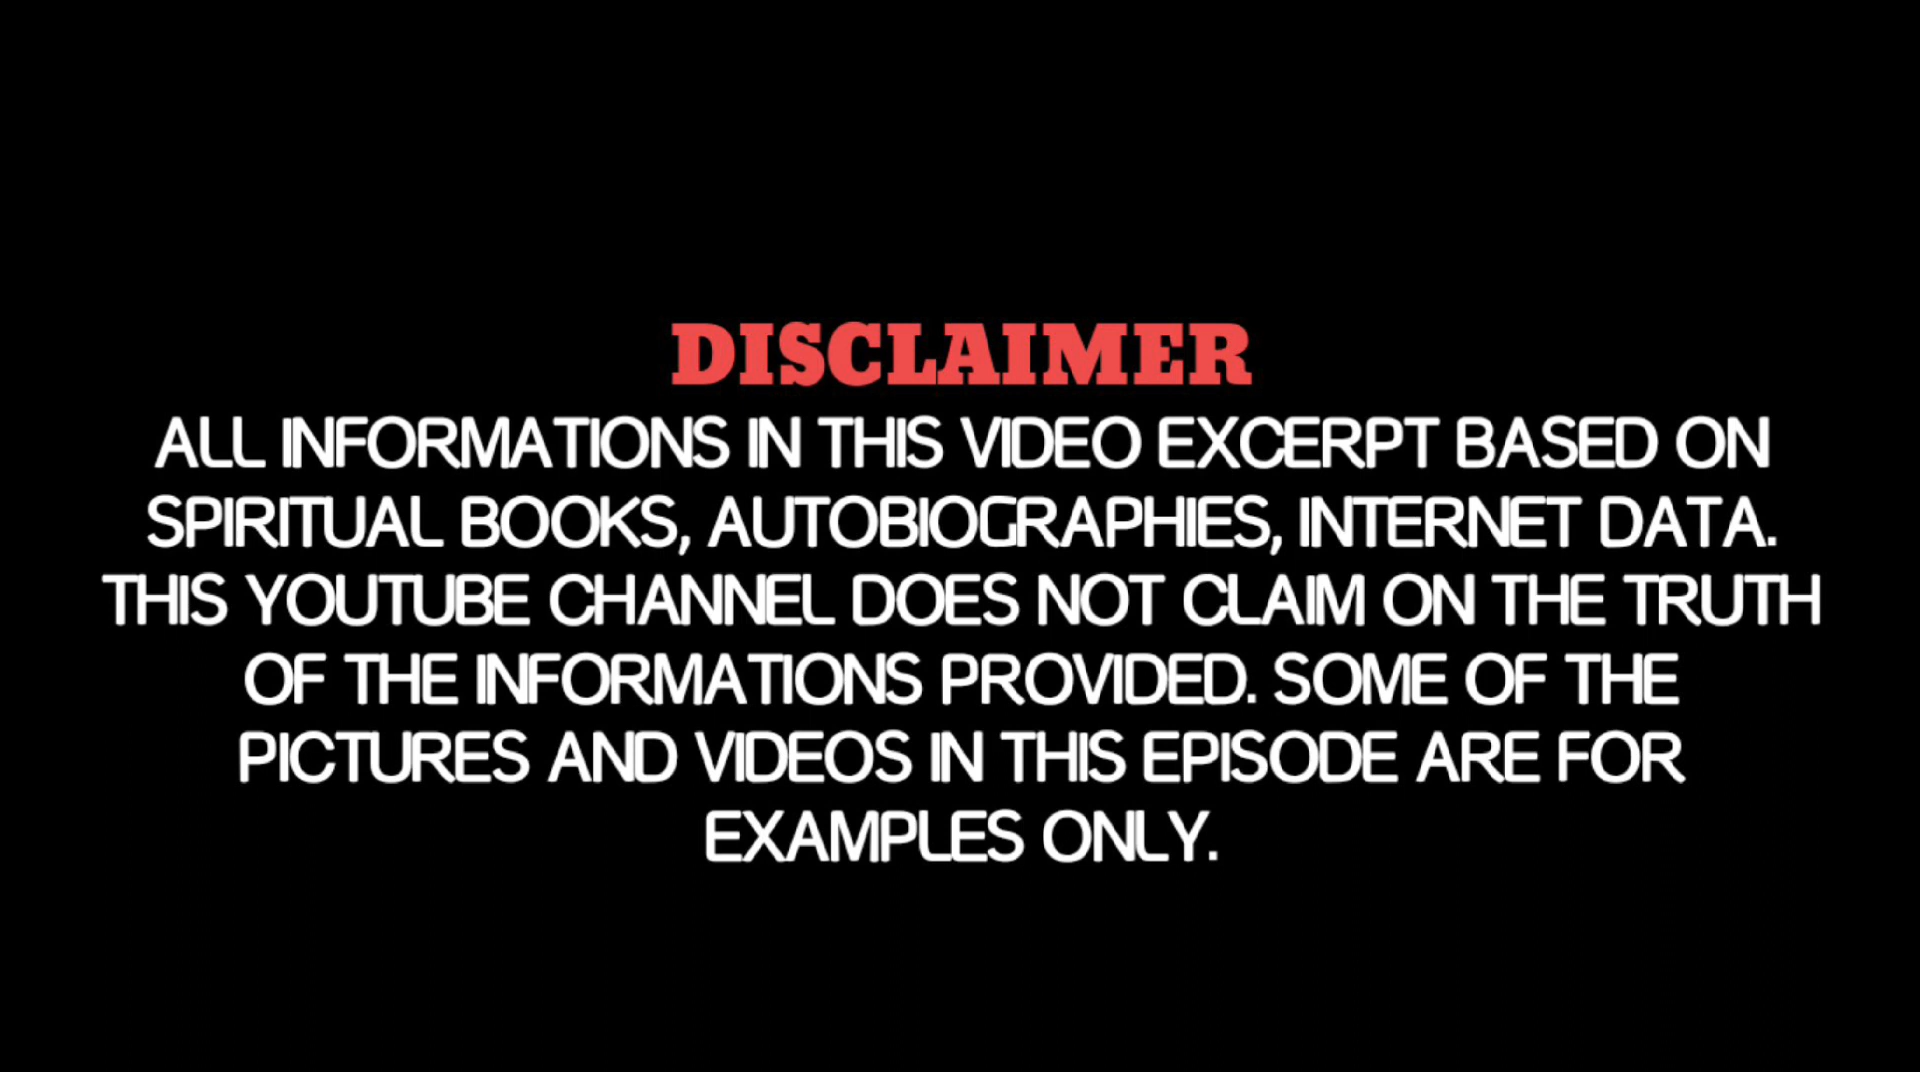 DISCLAIMER
ALL INFORMATIONS IN THIS VIDEO EXCERPT BASED ON
SPIRITUAL BOOKS, AUTOBIOGRAPHIES, INTERNET DATA.
THIS YOUTUBE CHANNEL DOES NOT CLAIM ON THE TRUTH
OF THE INFORMATIONS PROVIDED. SOME OF THE
PICTURES AND VIDEOS IN THIS EPISODE ARE FOR
EXAMPLES ONLY.